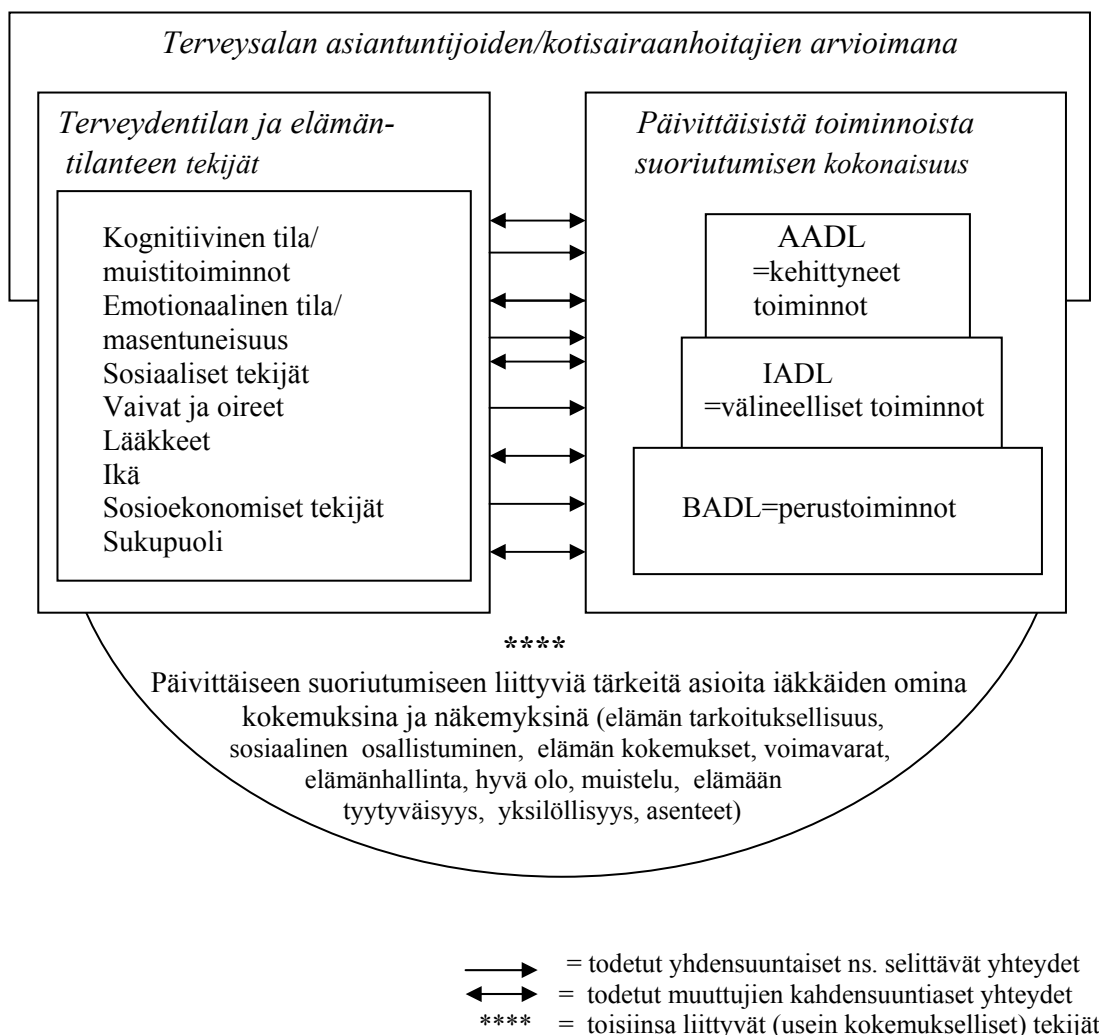 Terveysalan asiantuntijoiden/kotisairaanhoitajien arvioimana
Terveydentilan ja elämän-
tilanteen tekijät
Kognitiivinen tila/
muistitoiminnot
Emotionaalinen tila/
masentuneisuus
Sosiaaliset tekijät
Vaivat ja oireet
Lääkkeet
Ikä
Sosioekonomiset tekijät
Sukupuoli
Päivittäisistä toiminnoista
suoriutumisen kokonaisuus
AADL
=kehittyneet
toiminnot
IADL
=välineelliset toiminnot
BADL=perustoiminnot
****
Päivittäiseen suoriutumiseen liittyviä tärkeitä asioita iäkkäiden omina
kokemuksina ja näkemyksinä (elämän tarkoituksellisuus,
sosiaalinen osallistuminen, elämän kokemukset, voimavarat,
elämänhallinta, hyvä olo, muistelu, elämään
tyytyväisyys, yksilöllisyys, asenteet)
= todetut yhdensuuntaiset ns. selittävät yhteydet
= todetut muuttujien kahdensuuntiaset yhteydet
**** = toisiinsa liittyvät (usein kokemukselliset) tekijät